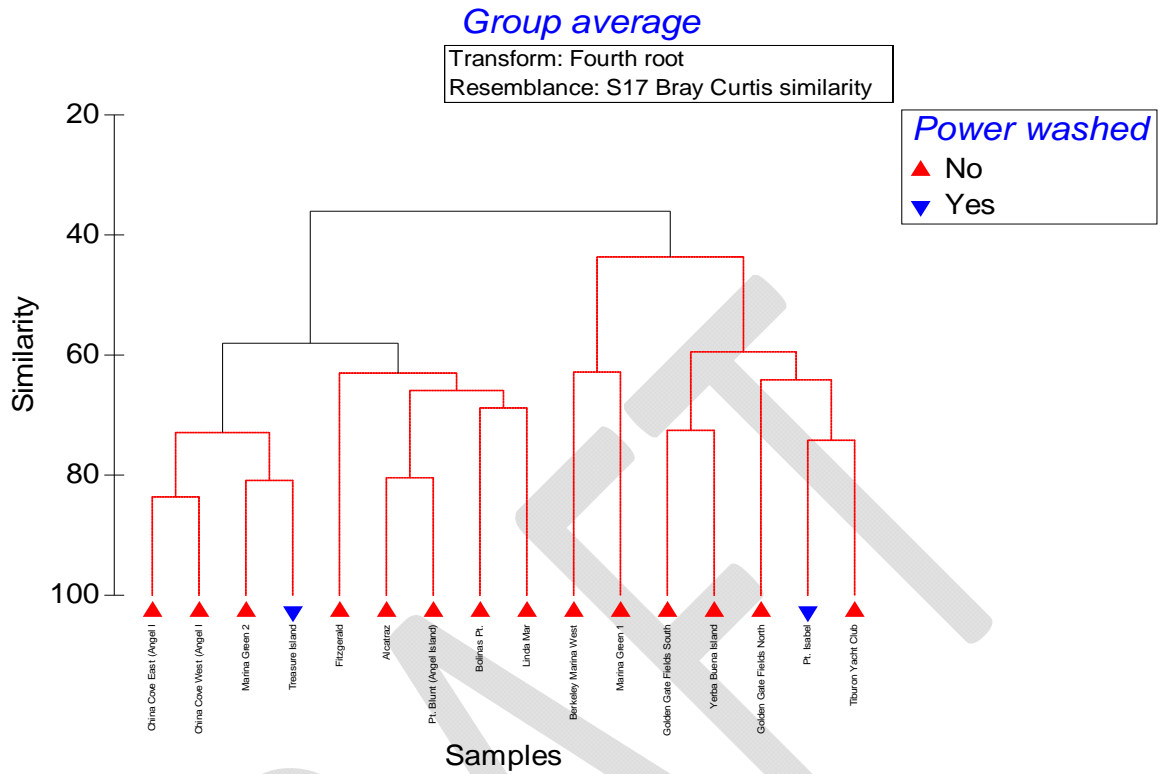 Group average
Transform: Fourth root
Resemblance: S17 Bray Curtis similarity
Power washed
No
Yes
20
40
60
80
100
Similarity
China Cove East (Angel I
China Cove West (Angel I
Marina Green 2
Treasure Island
Fitzgerald
Alcatraz
Pt. Blunt (Angel Island)
Bolinas Pt.
Linda Mar
Berkeley Marina West
Marina Green 1
Golden Gate Fields South
Yerba Buena Island
Golden Gate Fields North
Pt. Isabel
Tiburon Yacht Club
Samples